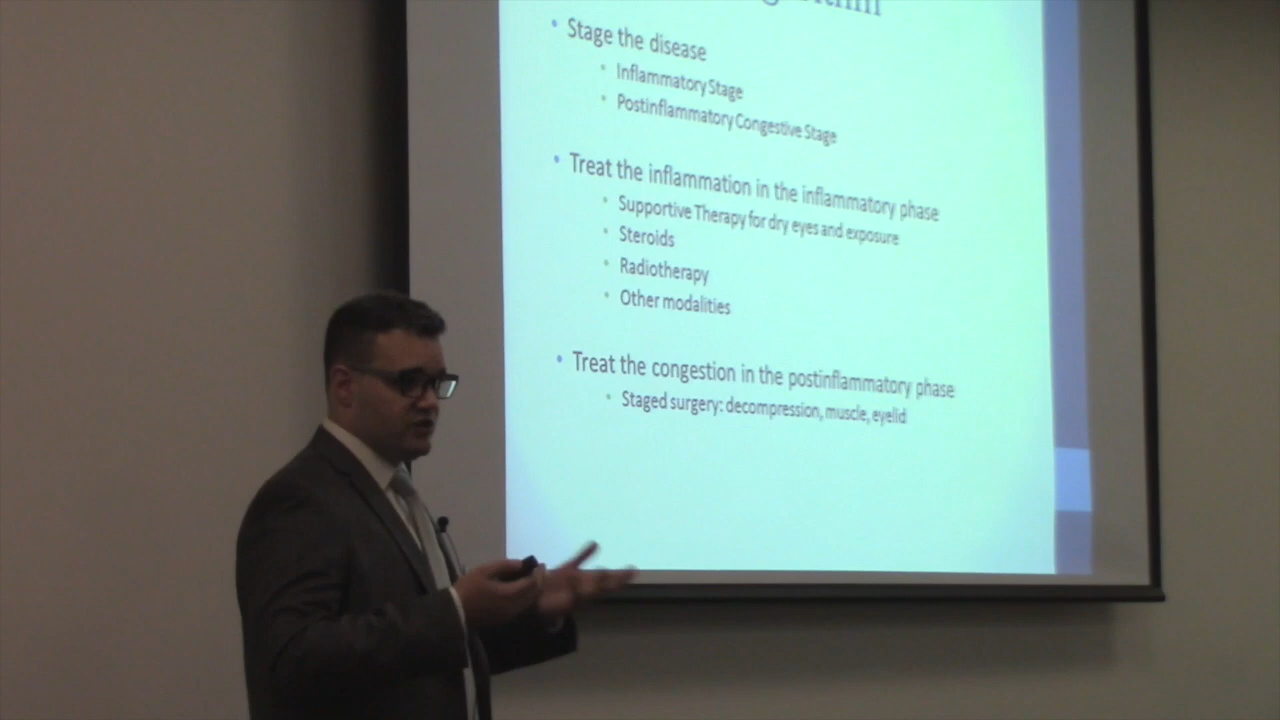 • Stage the disease
• Inflammatory Stage
• Postinflammatory Congestive Stage
• Treat the inflammation in the inflammatory phase
• Supportive Therapy for dry eyes and exposure
• Steroids
• Radiotherapy
• Other modalities
• Treat the congestion in the postinflammatory phase
• Staged surgery: decompression, muscle, eyelid